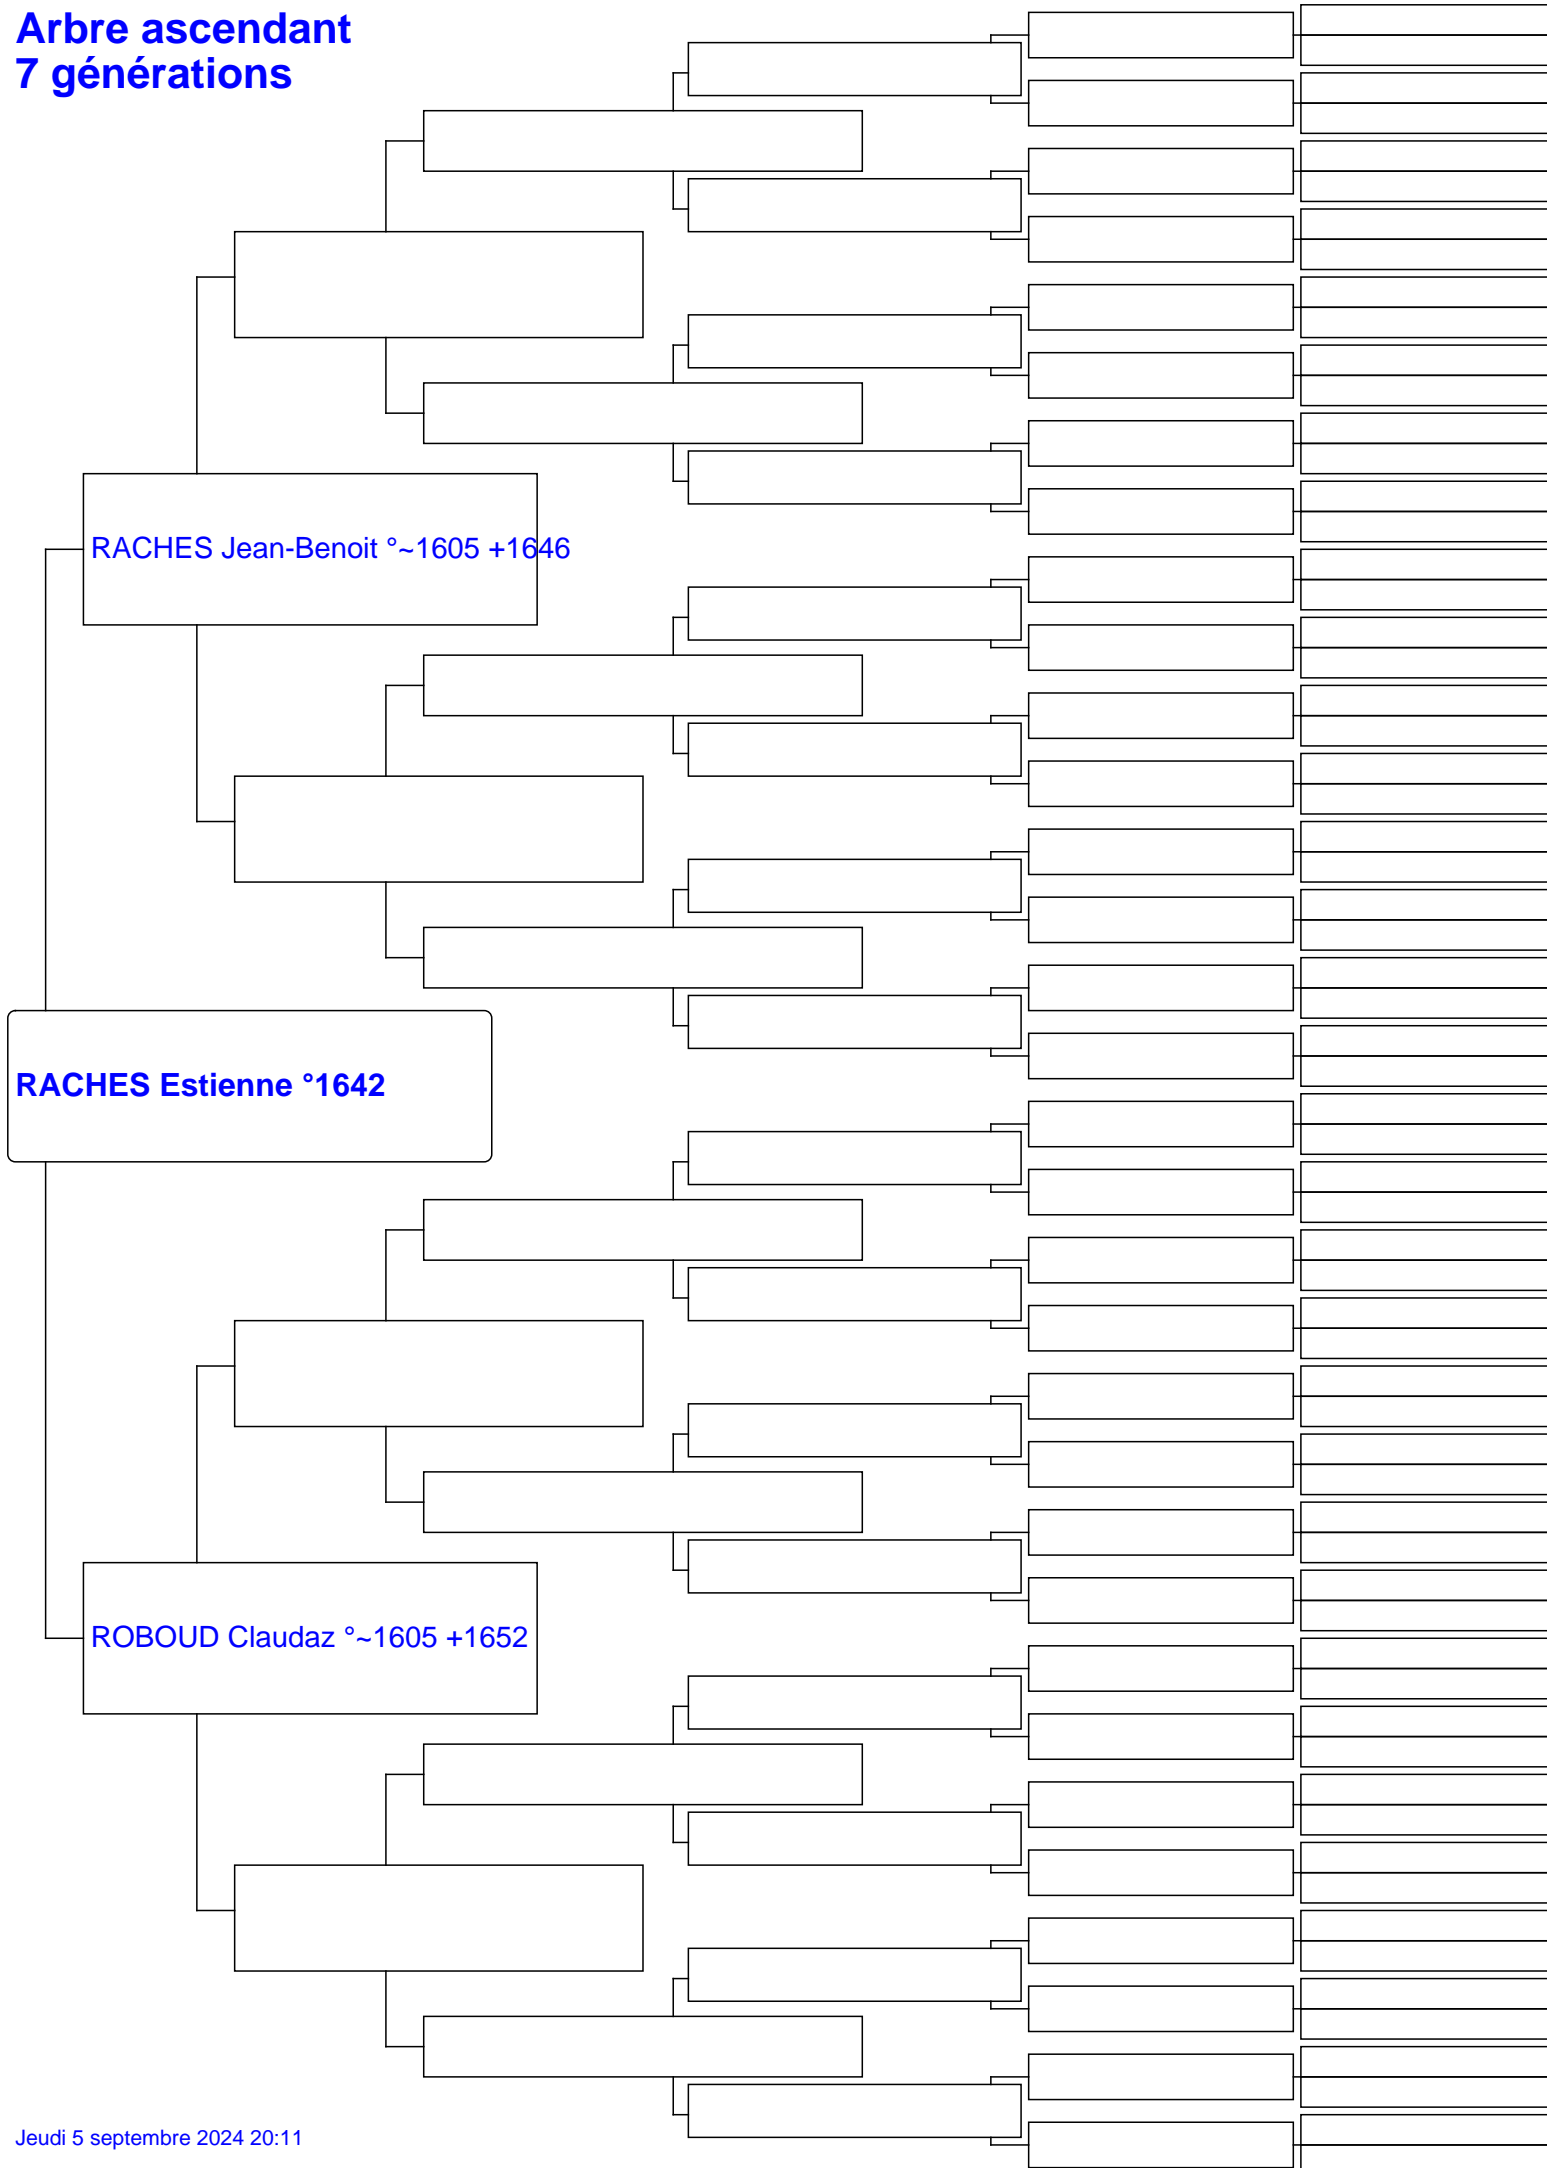 Arbre ascendant
7 générations
RACHES Jean-Benoit °~1605 +1646
RACHES Estienne °1642
ROBOUD Claudaz °~1605 +1652
Jeudi 5 septembre 2024 20:11